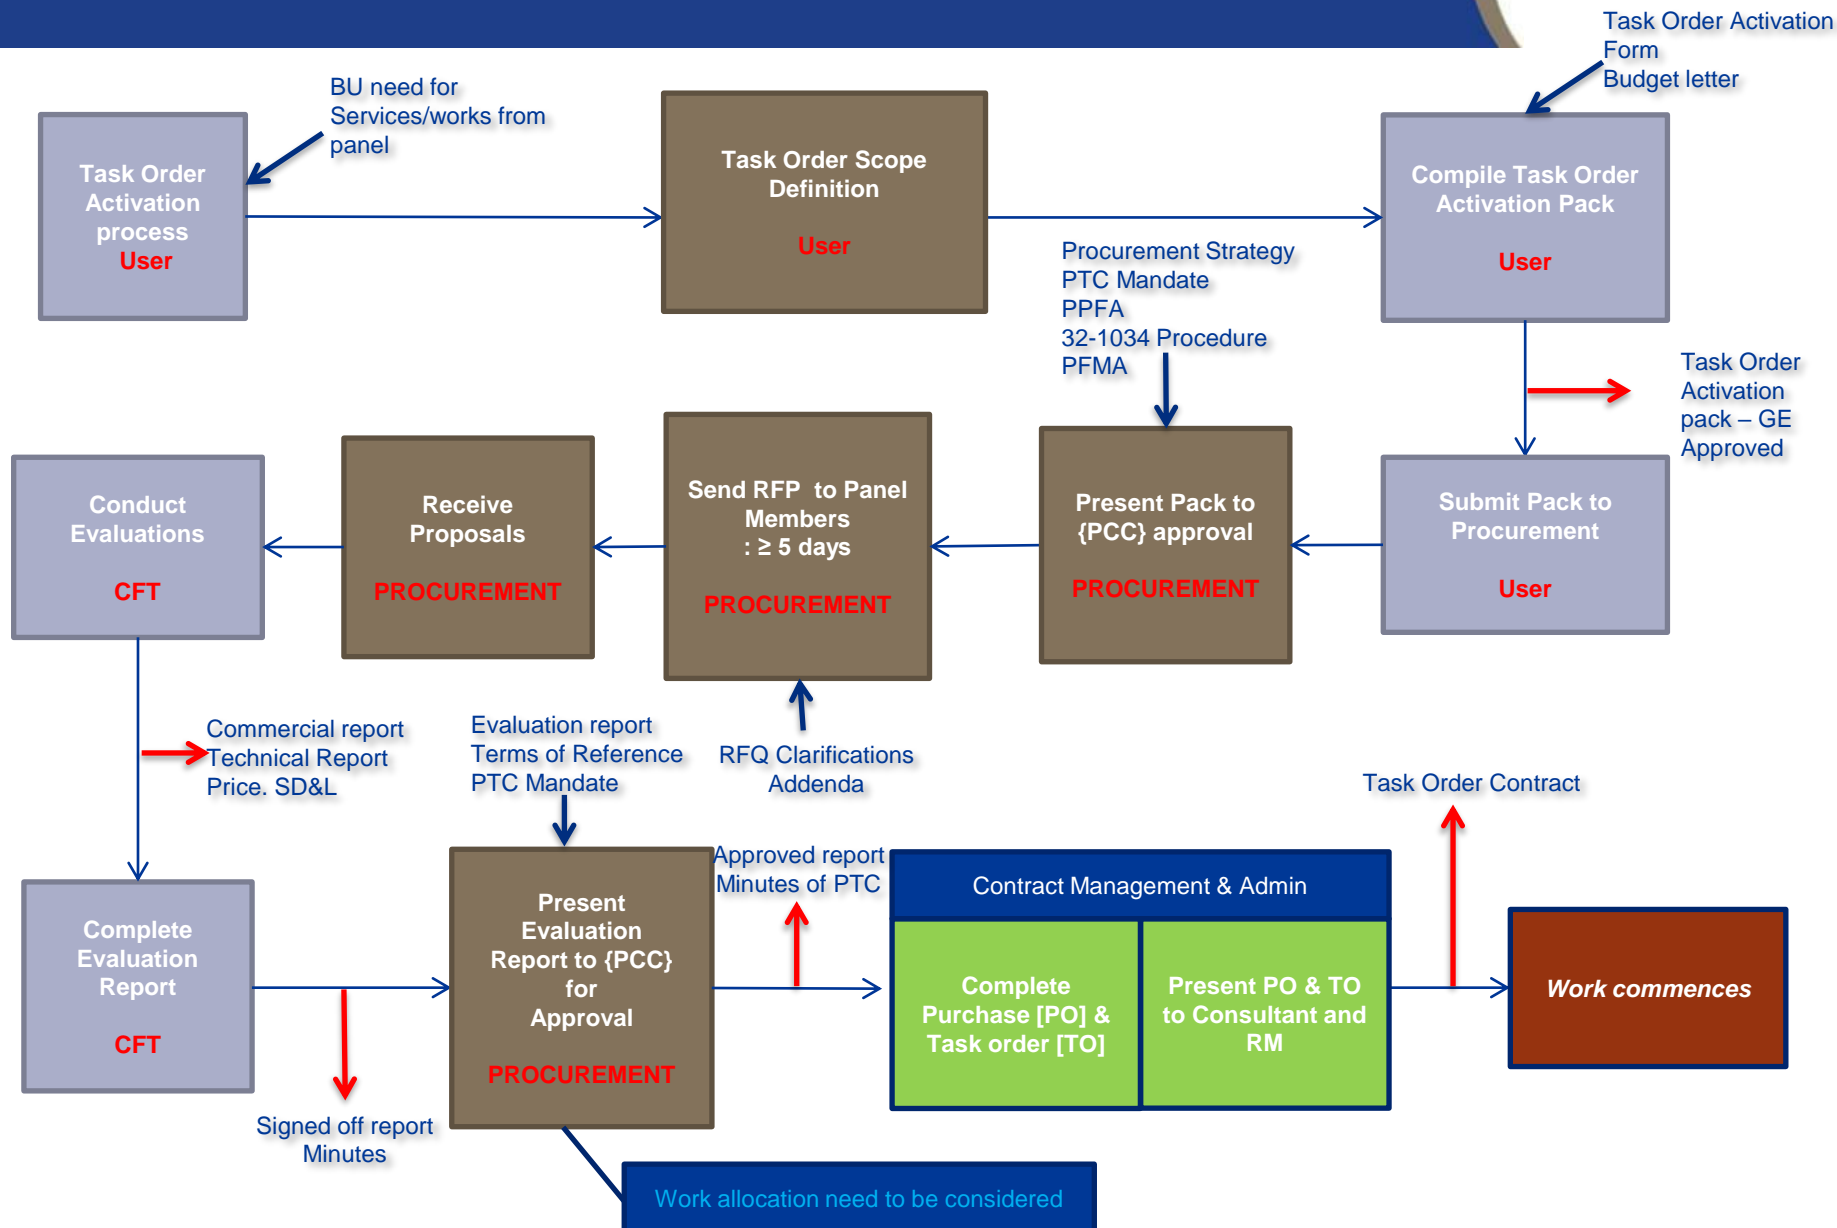 Task Order Activation
Form
Budget letter
BU need for
Services/works from
panel
Task Order
Activation
process
User
Task Order Scope
Definition
User
Compile Task Order
Activation Pack
User
Procurement Strategy
PTC Mandate
PPFA
32-1034 Procedure
PFMA
Task Order
Activation
pack – GE
Approved
Submit Pack to
Procurement
User
Present Pack to
{PCC} approval
PROCUREMENT
Send RFP to Panel
Members
: ≥ 5 days
PROCUREMENT
Receive
Proposals
PROCUREMENT
Conduct
Evaluations
CFT
Commercial report
Technical Report
Price. SD&L
Evaluation report
Terms of Reference
PTC Mandate
RFQ Clarifications
Addenda
Task Order Contract
Complete
Evaluation
Report
CFT
Signed off report
Minutes
Present
Evaluation
Report to {PCC}
for
Approval
PROCUREMENT
Approved report
Minutes of PTC
Contract Management & Admin
Complete
Purchase [PO] &
Task order [TO]
Present PO & TO
to Consultant and
RM
Work commences
Work allocation need to be considered